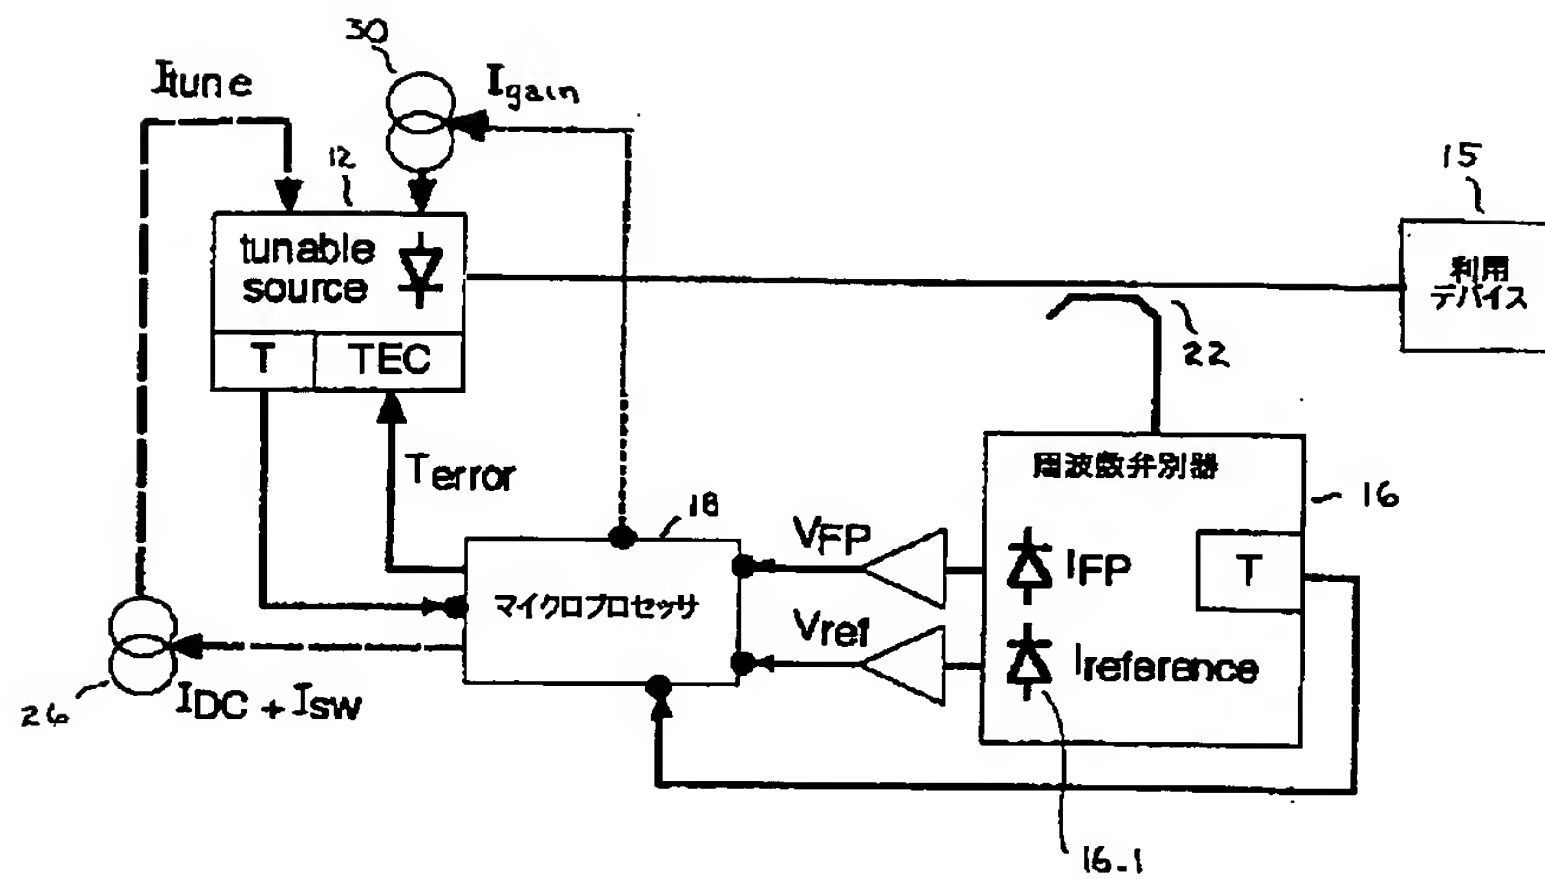 30
Itune
Igain
12
15
tunable
source
利用
デバイス
22
T
TEC
Terror
周波数弁別器
16
18
VFP
IFP
T
マイクロプロセッサ
Vref
Ireference
26
IDC + Isw
16-1